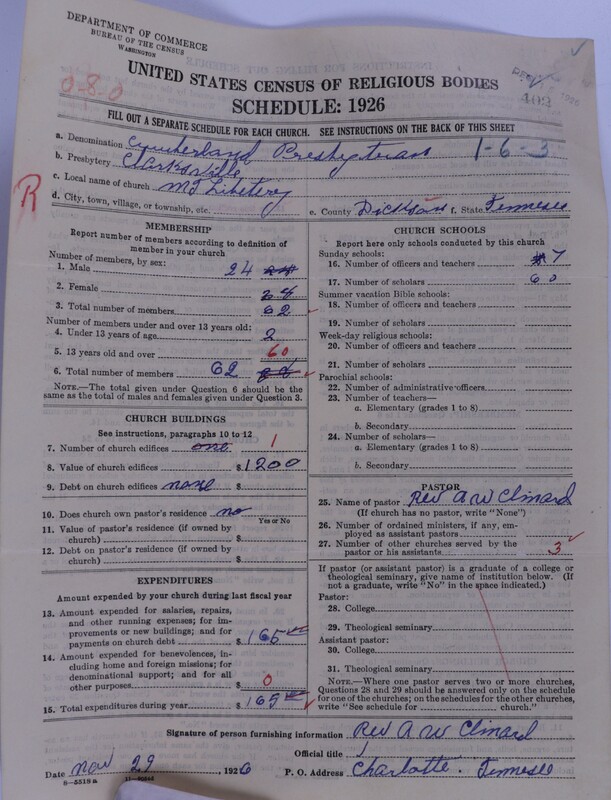 DEPARTMENT OF COMMERCE
BUREAU OF THE CENSUS
WASHINGTON
UNITED STATES CENSUS OF RELIGIOUS BODIES
SCHEDULE: 1926
0-8-0
FILL OUT A SEPARATE SCHEDULE FOR EACH CHURCH. SEE INSTRUCTIONS ON THE BACK OF THIS SHEET
a. Denomination Cumberland Presbyterian 1-6-3
b. Presbytery Clarksville
c. Local name of church Mt Libetery
R
d. City, town, village, or township, etc.
e. County Dickson f. State Tennesee
MEMBERSHIP
Report number of members according to definition of
member in your church
Number of members, by sex:
1. Male 24
2. Female
3. Total number of members 62
Number of members under and over 13 years old:
4. Under 13 years of age 2
5. 13 years old and over 60
6. Total number of members 62
NOTE.—The total given under Question 6 should be
same as the total of males and females given under Question 3.
CHURCH BUILDINGS
See instructions, paragraphs 10 to 12
7. Number of church edifices one 1
8. Value of church edifices $ 1200
9. Debt on church edifices none
10. Does church own pastor's residence no
Yes or No
11. Value of pastor's residence (if owned by
church) $
12. Debt on pastor's residence (if owned by
church) $
EXPENDITURES
Amount expended by your church during last fiscal year
13. Amount expended for salaries, repairs,
and other running expenses; for im-
provements or new buildings; and for
payments on church debt $ 165
14. Amount expended for benevolences, in-
cluding home and foreign missions; for
denominational support; and for all
other purposes $ 0
15. Total expenditures during year $ 165
CHURCH SCHOOLS
Report here only schools conducted by this church
Sunday schools:
16. Number of officers and teachers 7
17. Number of scholars 60
Summer vacation Bible schools:
18. Number of officers and teachers
19. Number of scholars
Week-day religious schools:
20. Number of officers and teachers
21. Number of scholars
Parochial schools:
22. Number of administrative officers
23. Number of teachers—
a. Elementary (grades 1 to 8)
b. Secondary
24. Number of scholars—
a. Elementary (grades 1 to 8)
b. Secondary
PASTOR
25. Name of pastor Rev A W Clinard
(If church has no pastor, write "None")
26. Number of ordained ministers, if any, em-
ployed as assistant pastors
27. Number of other churches served by the
pastor or his assistants 3
If pastor (or assistant pastor) is a graduate of a college or
theological seminary, give name of institution below. (If
not a graduate, write "No" in the space indicated.)
Pastor:
28. College
29. Theological seminary
Assistant pastor:
30. College
31. Theological seminary
NOTE.—Where one pastor serves two or more churches,
Questions 28 and 29 should be answered only on the schedule
for one of the churches; on the schedules for the other churches,
write "See schedule for church."
Signature of person furnishing information Rev A W Clinard
Official title
Date Nov 29, 1926 P. O. Address Charlotte. Tennesee
8-5518a